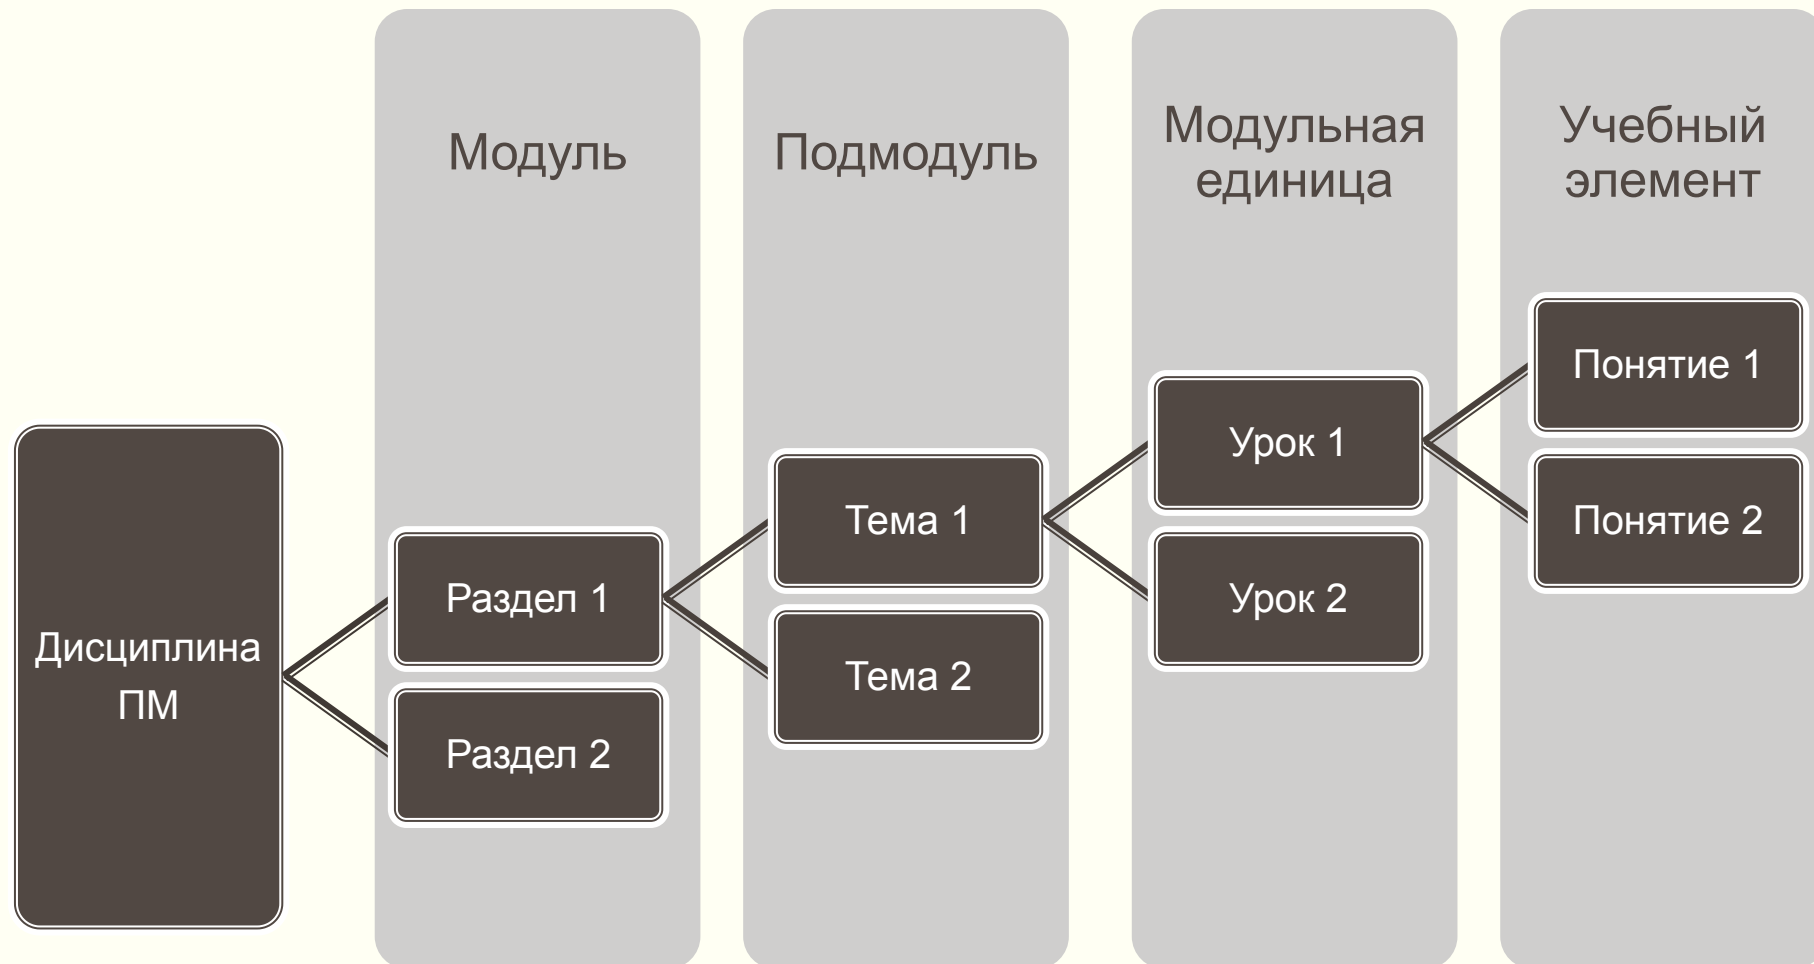 Модуль
Подмодуль
Модульная
единица
Учебный
элемент
Дисциплина
ПМ
Раздел 1
Раздел 2
Тема 1
Тема 2
Урок 1
Урок 2
Понятие 1
Понятие 2